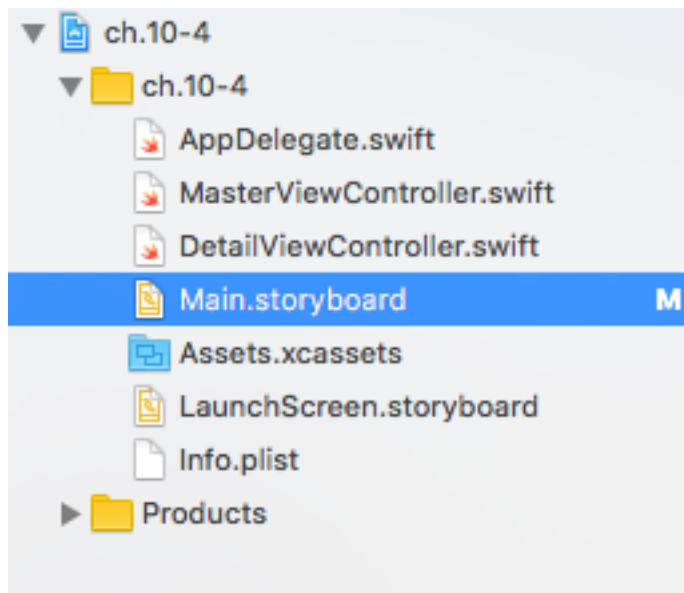 ch.10-4
ch.10-4
AppDelegate.swift
MasterViewController.swift
DetailViewController.swift
Main.storyboard M
Assets.xcassets
LaunchScreen.storyboard
Info.plist
Products